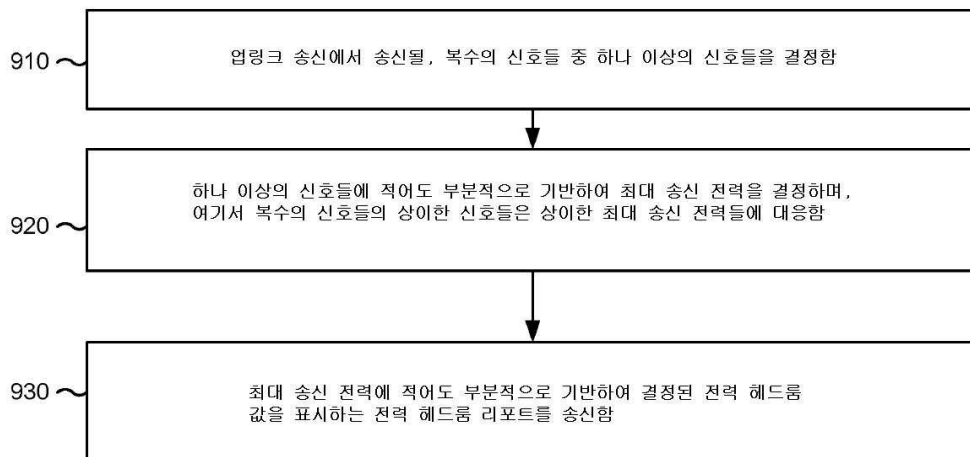 910
업링크 송신에서 송신될, 복수의 신호들 중 하나 이상의 신호들을 결정함
920
하나 이상의 신호들에 적어도 부분적으로 기반하여 최대 송신 전력을 결정하며,
여기서 복수의 신호들의 상이한 신호들은 상이한 최대 송신 전력들에 대응함
930
최대 송신 전력에 적어도 부분적으로 기반하여 결정된 전력 헤드룸
값을 표시하는 전력 헤드룸 리포트를 송신함